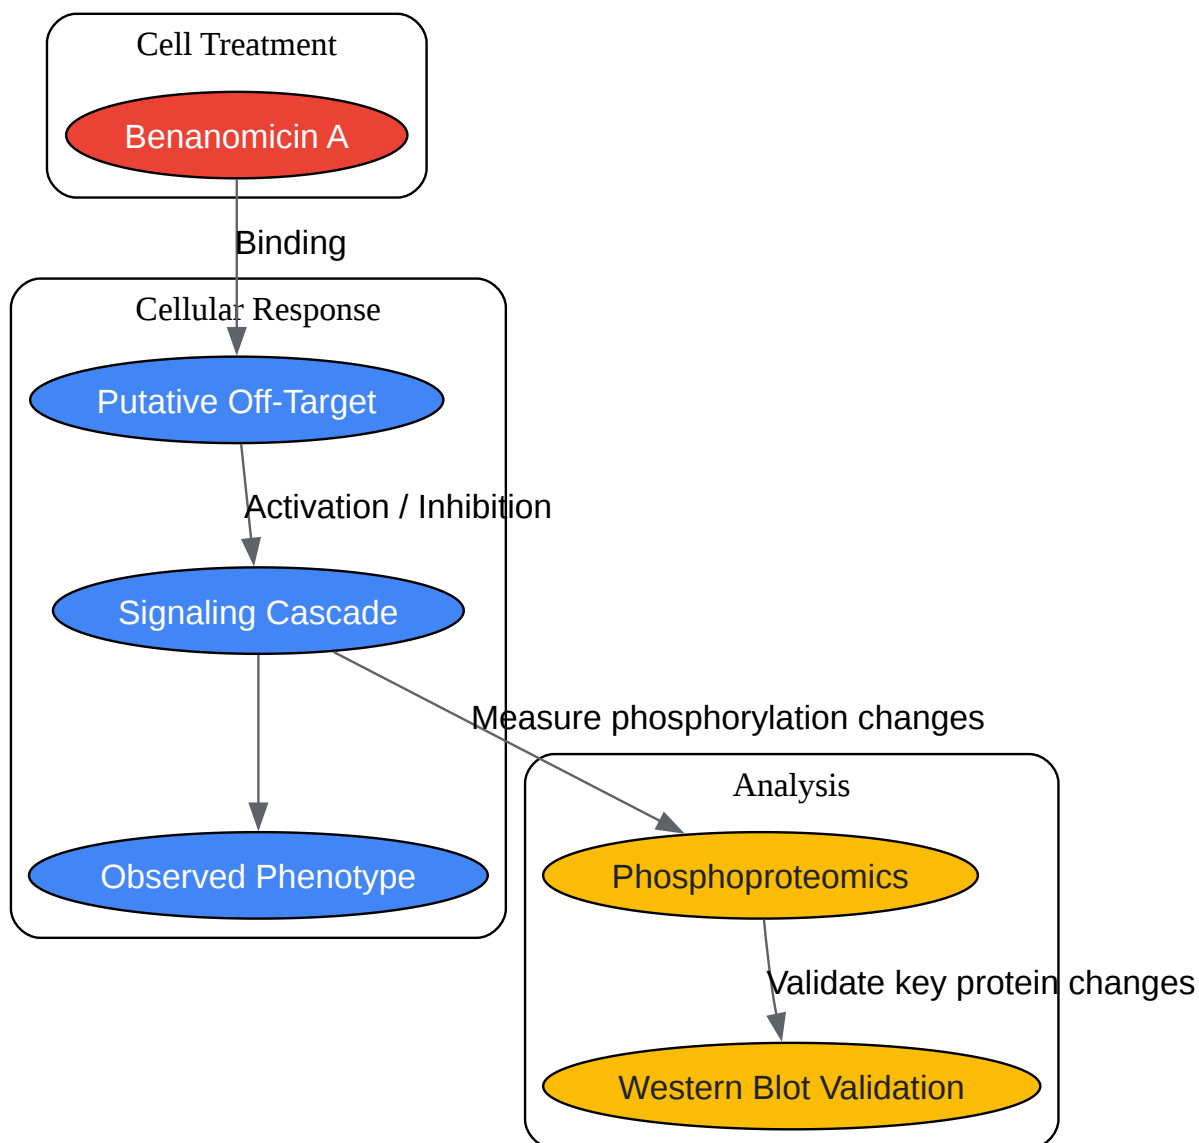 Cell Treatment
Benanomicin A
Binding
Cellular Response
Putative Off-Target
Activation / Inhibition
Signaling Cascade
Measure phosphorylation changes
Analysis
Observed Phenotype
Phosphoproteomics
Validate key protein changes
Western Blot Validation